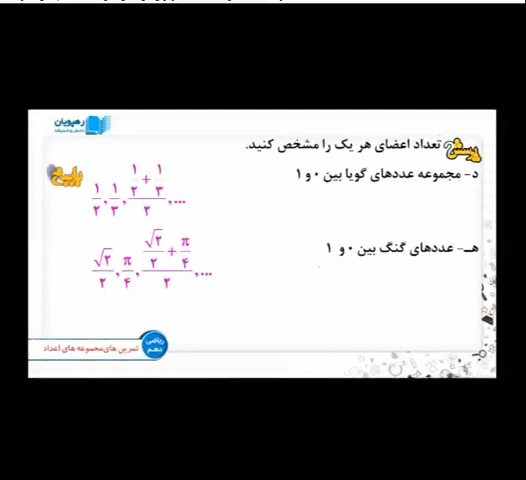 رهپویان
دانش و اندیشه
پرسش
تعداد اعضای هر یک را مشخص کنید.
د- مجموعه عددهای گویا بین ۰ و ۱
پاسخ
۱/۲, ۱/۳, (۱/۲ + ۱/۳)/۲, ...
هـ- عددهای گنگ بین ۰ و ۱
√۲/۲, π/۴, (√۲/۲ + π/۴)/۲, ...
ریاضی
دهم
تمرین های مجموعه های اعداد